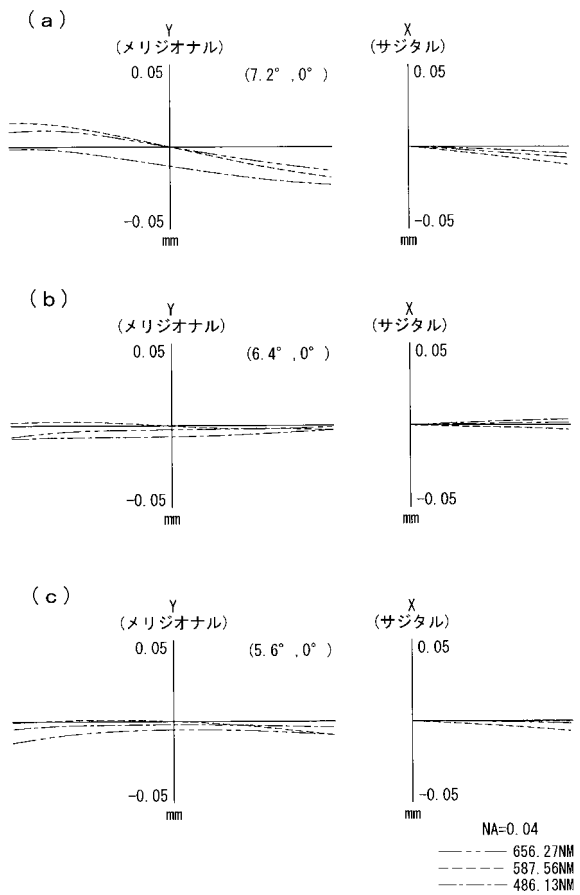 (a)
Y
(メリジオナル)
0.05
(7.2° ,0° )
-0.05
mm
X
(サジタル)
0.05
-0.05
mm
(b)
Y
(メリジオナル)
0.05
(6.4° ,0° )
-0.05
mm
X
(サジタル)
0.05
-0.05
mm
(c)
Y
(メリジオナル)
0.05
(5.6° ,0° )
-0.05
mm
X
(サジタル)
0.05
-0.05
mm
NA=0.04
656.27NM
587.56NM
486.13NM